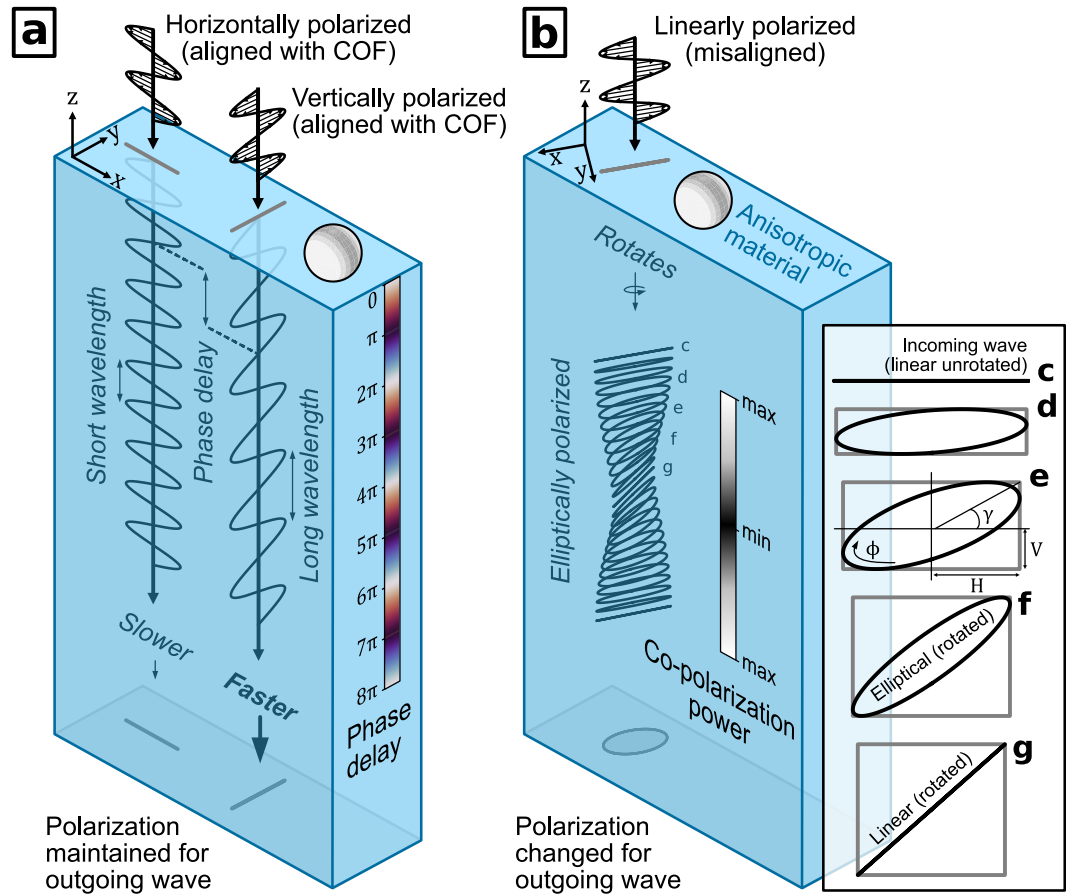 a
Horizontally polarized
(aligned with COF)
Vertically polarized
(aligned with COF)
z
y
x
Short wavelength
Phase delay
Long wavelength
0
π
2π
3π
4π
5π
6π
7π
8π
Phase
delay
Slower
Faster
Polarization
maintained for
outgoing wave
b
Linearly polarized
(misaligned)
z
x
y
Anisotropic
material
Rotates
Elliptically polarized
c
d
e
f
g
max
min
max
Co-polarization
power
Polarization
changed for
outgoing wave
Incoming wave
(linear unrotated)
c
d
e
γ
ϕ
V
H
f
Elliptical (rotated)
g
Linear (rotated)